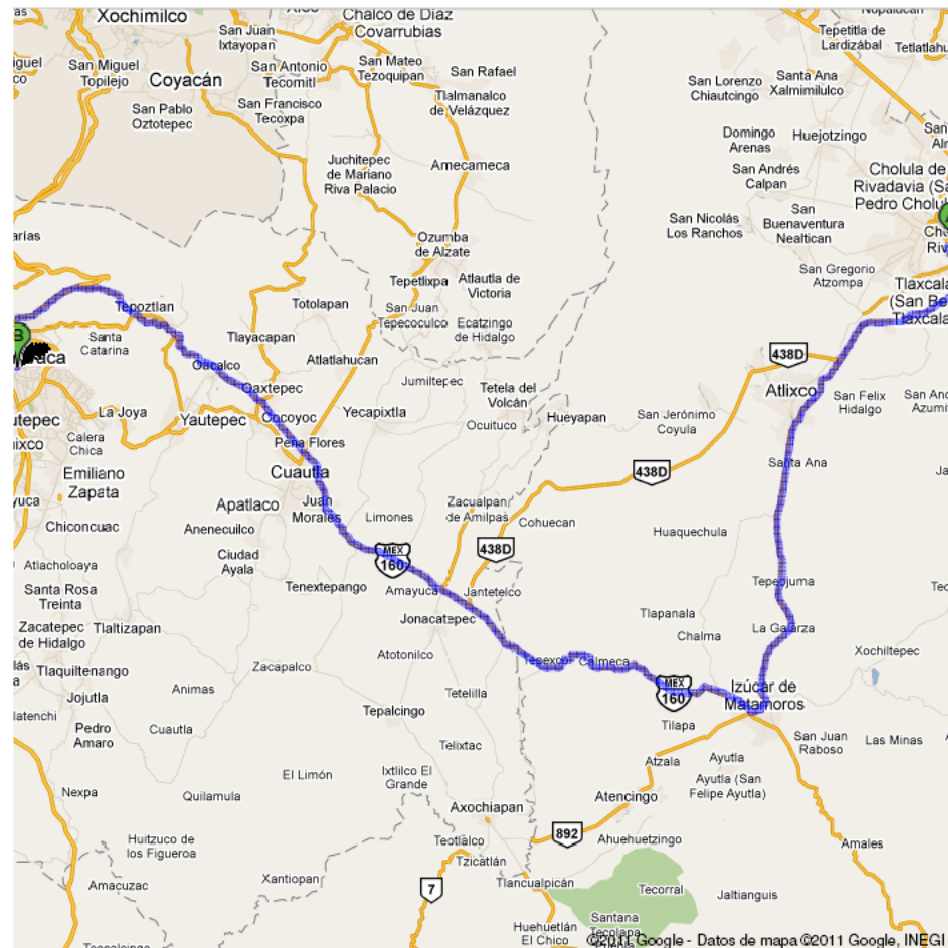 Xochimilco
Chalco de Díaz
Covarrubias
Nopalucan
Tepetitla de
Lardizábal
San Juan
Ixtayopan
San Miguel
Topilejo
Coyacán
San Antonio
Tecomitl
San Mateo
Tezoquipan
San Rafael
San Lorenzo
Chiautcingo
Santa Ana
Xalmimilulco
San Pablo
Oztotepec
San Francisco
Tecoxpa
Tlalmanalco
de Velázquez
Domingo
Arenas
Huejotzingo
Juchitepec
de Mariano
Riva Palacio
Amecameca
San Andrés
Calpan
Cholula de
Rivadavia (Sa
Pedro Cholu
San Nicolás
Los Ranchos
San
Buenaventura
Nealtican
Ozumba
de Alzate
San Gregorio
Atzompa
Tepetlixpa
Atlautla de
Victoria
Tlaxcala
(San Be
Tlaxcala
Tepoztlan
Totolapan
San Juan
Tepecoculco
Ecatzingo
de Hidalgo
B
Santa
Catarina
Tlayacapan
Atlatlahucan
438D
Oacalco
Oaxtepec
Jumiltepec
Tetela del
Volcán
Atlixco
San Felix
Hidalgo
La Joya
Yautepec
Cocoyoc
Yecapixtla
Ocuituco
Hueyapan
San Jerónimo
Coyula
Calera
Chica
Peña Flores
Emiliano
Zapata
Cuautla
438D
Santa Ana
Apatlaco
Juan
Morales
Limones
Zacualpan
de Amilpas
Cohuecan
Chiconcuac
Anenecuilco
Huaquechula
Atlacholoaya
Ciudad
Ayala
MEX
160
438D
Santa Rosa
Treinta
Tenextepango
Amayuca
Jantetelco
Tepeojuma
Zacatepec
de Hidalgo
Tlaltizapan
Jonacatepec
Tlapanala
Chalma
La Galarza
Atotonilco
Tepexco
Calmeca
Xochiltepec
Tlaquiltenango
Zacapalco
Jojutla
Animas
Tetelilla
MEX
160
Izúcar de
Matamoros
Tepalcingo
Tilapa
Pedro
Amaro
Cuautla
Telixtac
San Juan
Raboso
Las Minas
Atzala
Ayutla
Nexpa
Quilamula
El Limón
Ixtlilco El
Grande
Ayutla (San
Felipe Ayutla)
Axochiapan
Atencingo
Huitzuco de
los Figueroa
Teotlalco
892
Ahuehuetzingo
Amales
Tzicatlán
Amacuzac
Xantiopan
7
Tlancualpicán
Tecorral
Jaltianguis
Huehuetlán
El Chico
Santana
©2011 Google - Datos de mapa ©2011 Google, INEGI